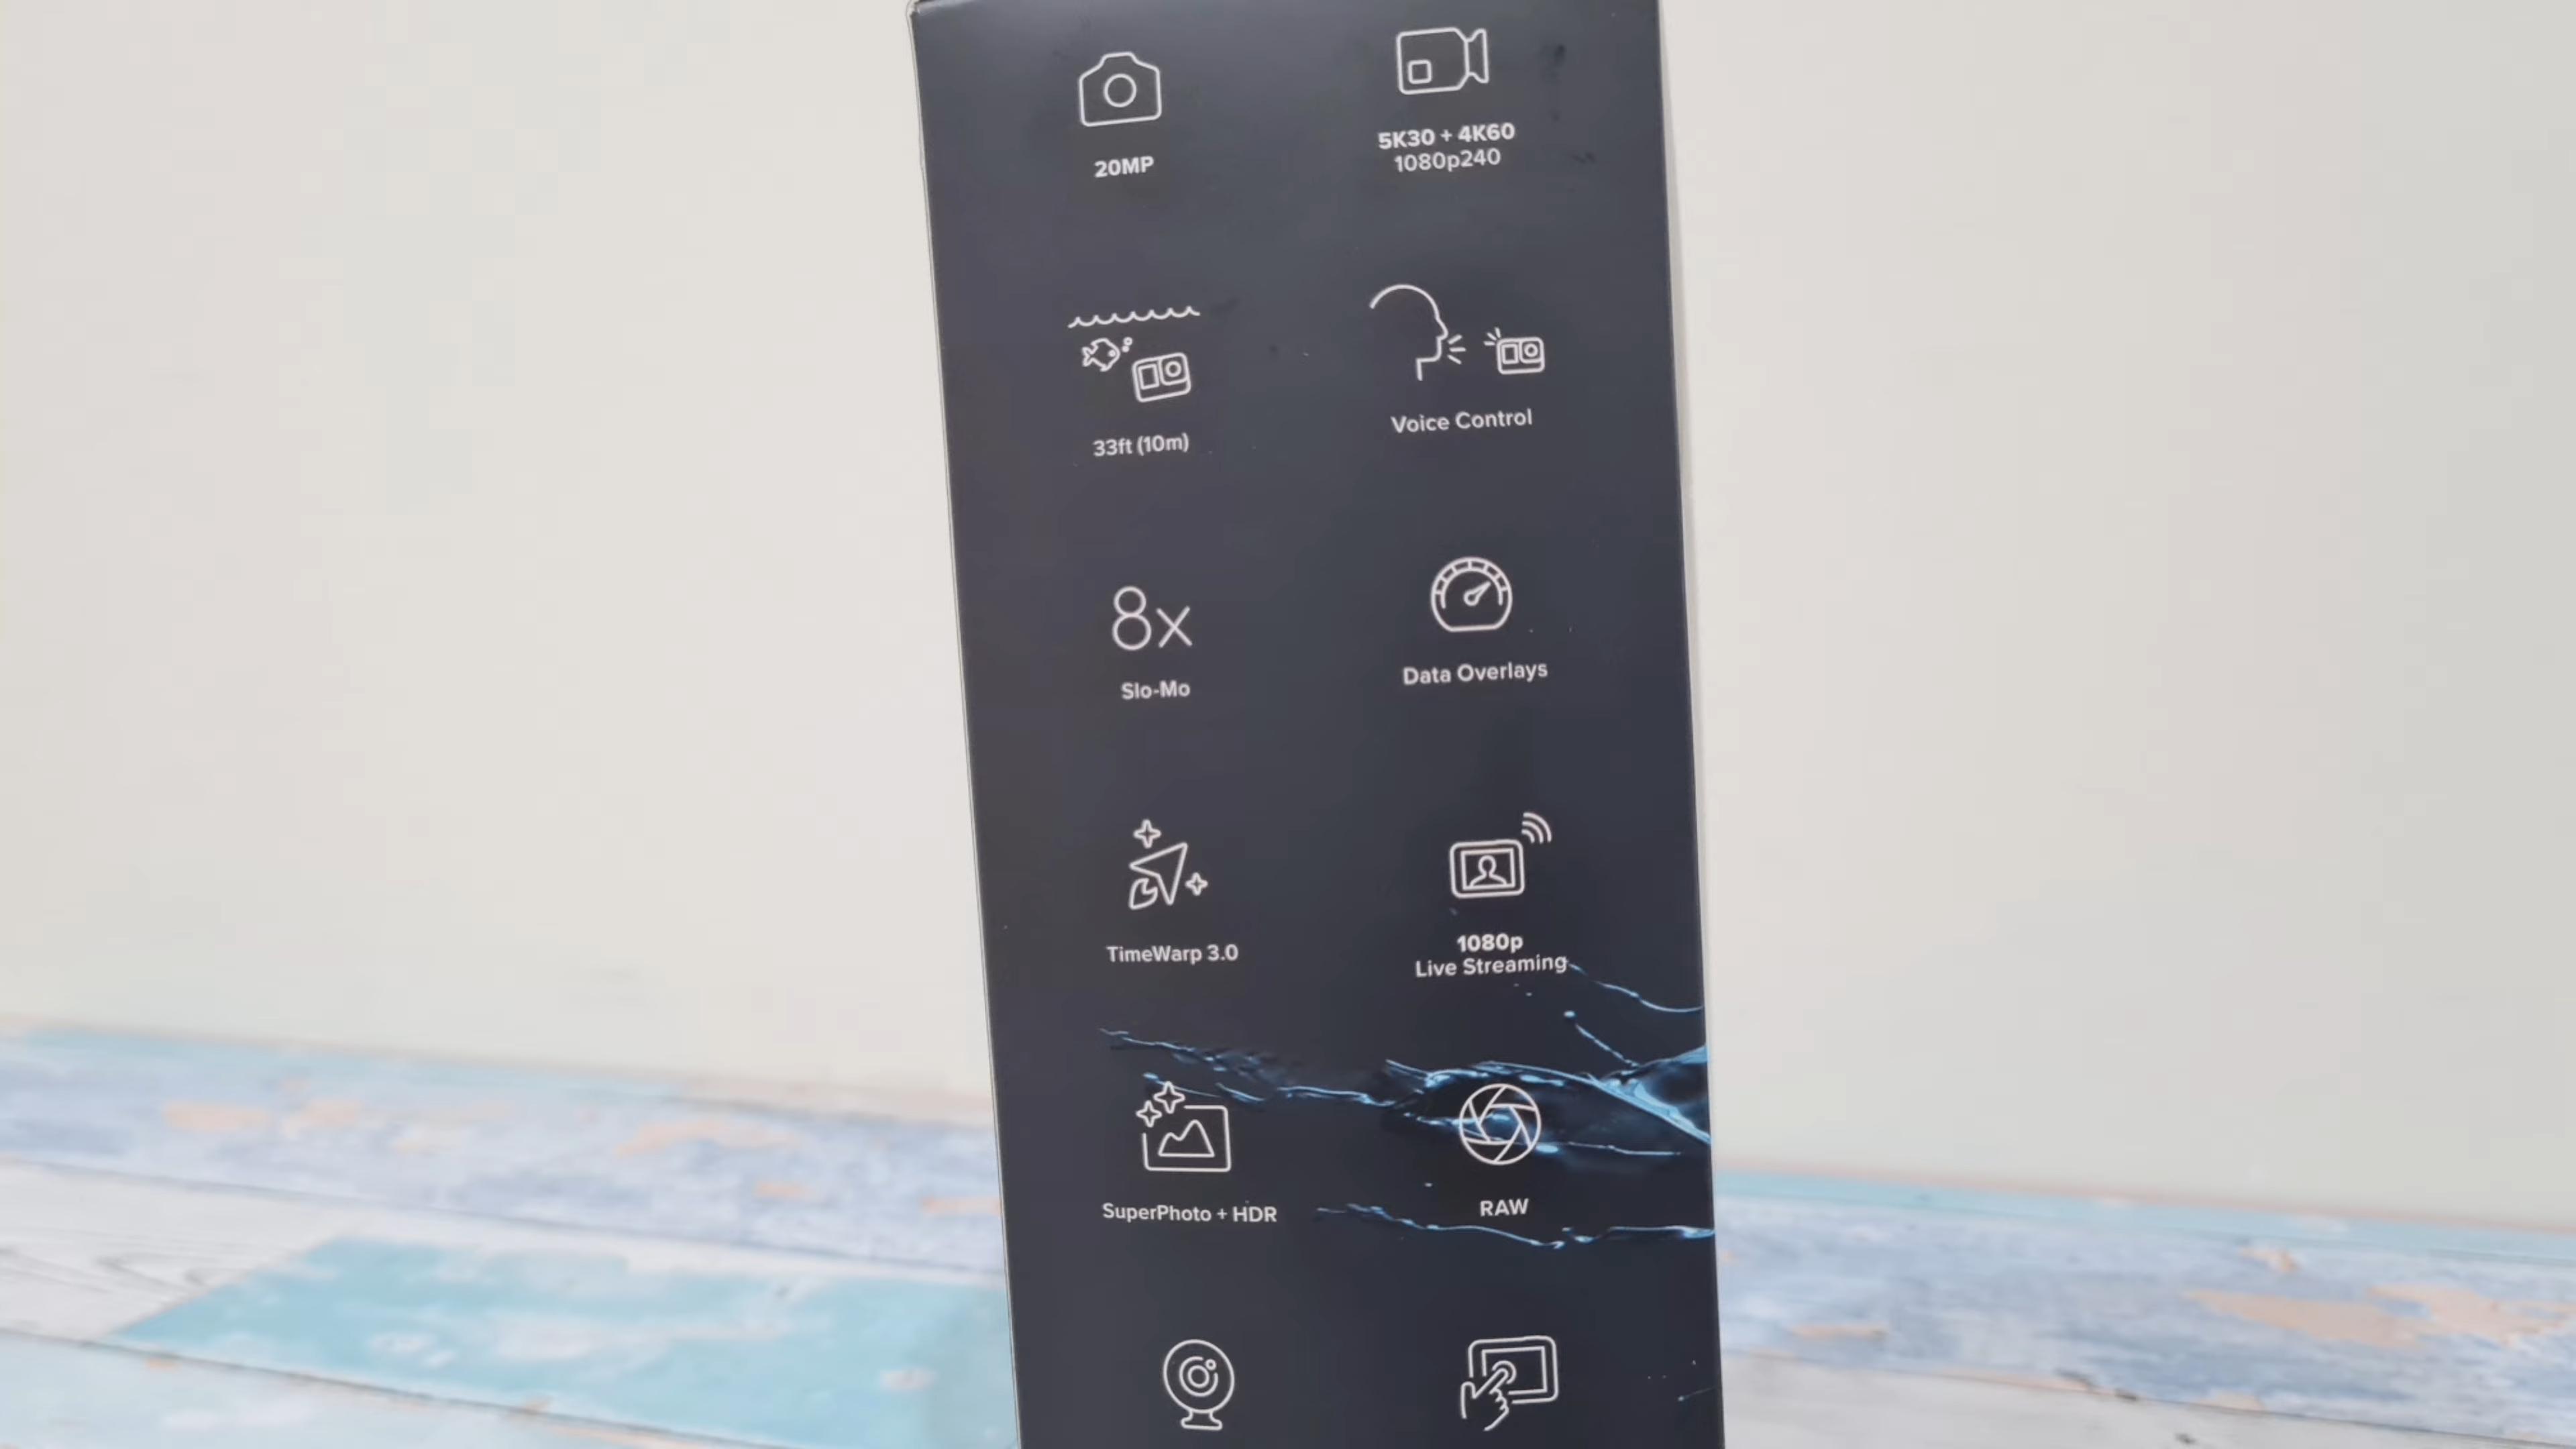 20MP
5K30 + 4K60
1080p240
33ft (10m)
Voice Control
8x
Slo-Mo
Data Overlays
TimeWarp 3.0
1080p
Live Streaming
SuperPhoto + HDR
RAW